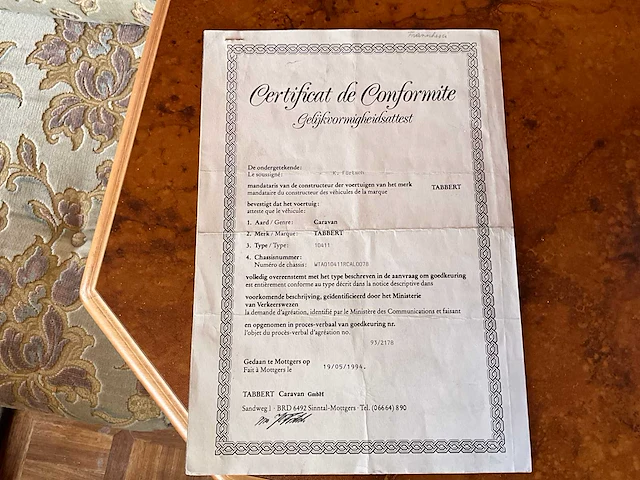 Certificat de Conformite
Gelijkvormigheidsattest
De ondergetekende:
Le soussigné: K. Förtsch
mandataris van de constructeur der voertuigen van het merk TABBERT
mandataire du constructeur des véhicules de la marque
bevestigt dat het voertuig:
atteste que le véhicule:
1. Aard / Genre: Caravan
2. Merk / Marque: TABBERT
3. Type / Type: 10411
4. Chassisnummer:
Numéro de châssis:
volledig overeenstemt met het type beschreven in de aanvraag om goedkeuring
est entièrement conforme au type décrit dans la notice descriptive dans
voorkomende beschrijving, geïdentificeerd door het Ministerie
van Verkeerswezen
la demande d'agréation, identifié par le Ministère des Communications et faisant
en opgenomen in proces-verbaal van goedkeuring nr.
l'objet du procès-verbal d'agréation no.
93/2178
Gedaan te Mottgers op
Fait à Mottgers le 19/05/1994.
TABBERT Caravan GmbH
Sandweg 1 · BRD 6492 Sinntal-Mottgers · Tel. (06664) 890